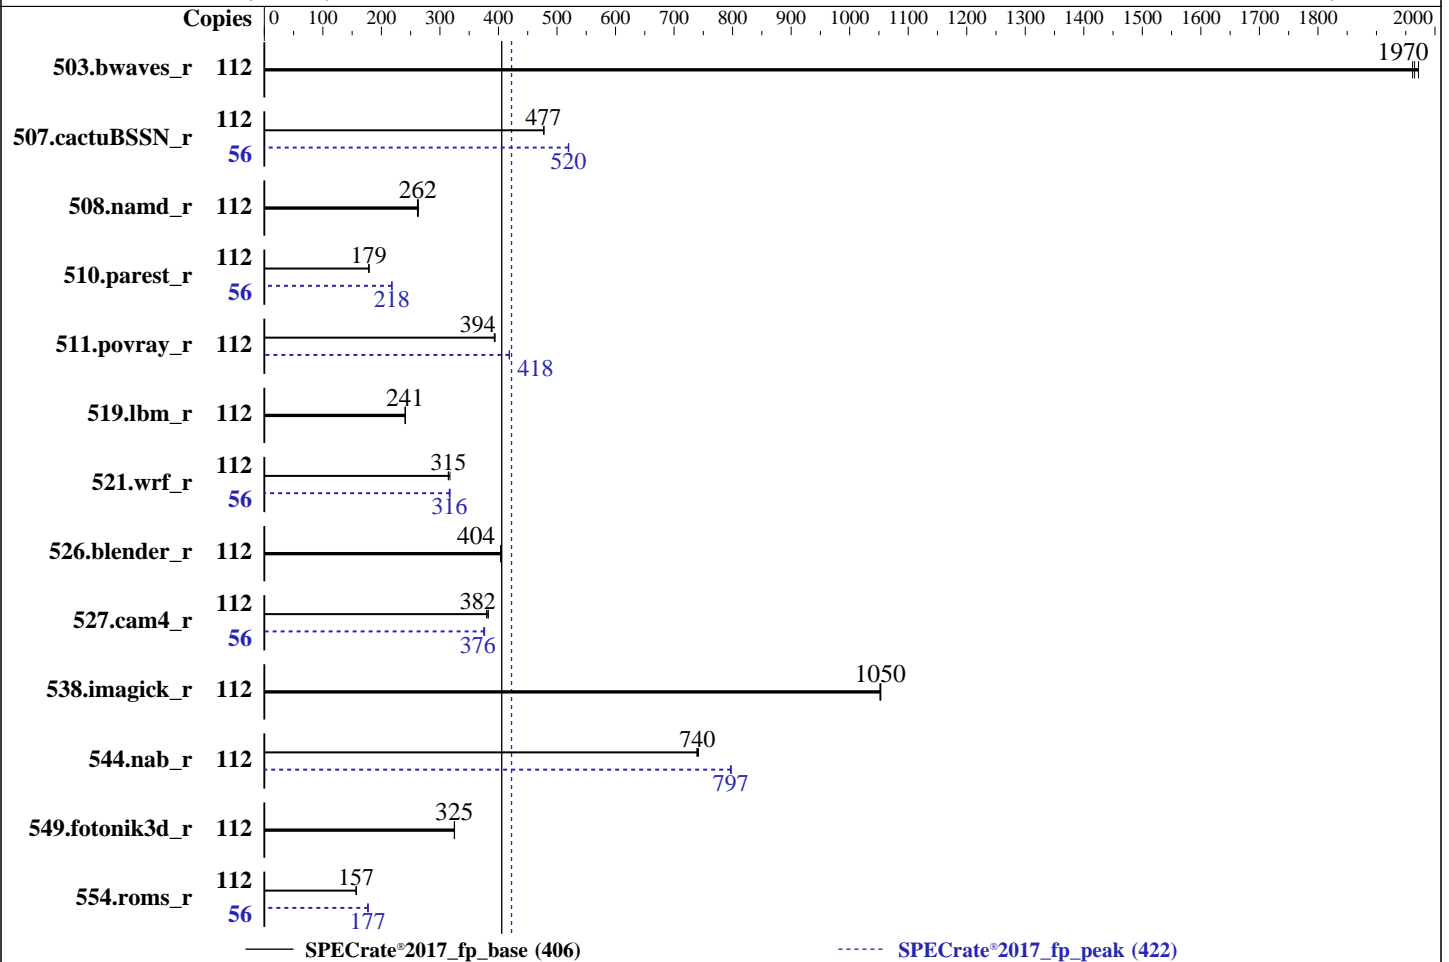 Copies 0 100 200 300 400 500 600 700 800 900 1000 1100 1200 1300 1400 1500 1600 1700 1800 2000
503.bwaves_r 112 1970
507.cactuBSSN_r 112 477
56 520
508.namd_r 112 262
510.parest_r 112 179
56 218
511.povray_r 112 394
418
519.lbm_r 112 241
521.wrf_r 112 315
56 316
526.blender_r 112 404
527.cam4_r 112 382
56 376
538.imagick_r 112 1050
544.nab_r 112 740
797
549.fotonik3d_r 112 325
554.roms_r 112 157
56 177
SPECrate®2017_fp_base (406) SPECrate®2017_fp_peak (422)